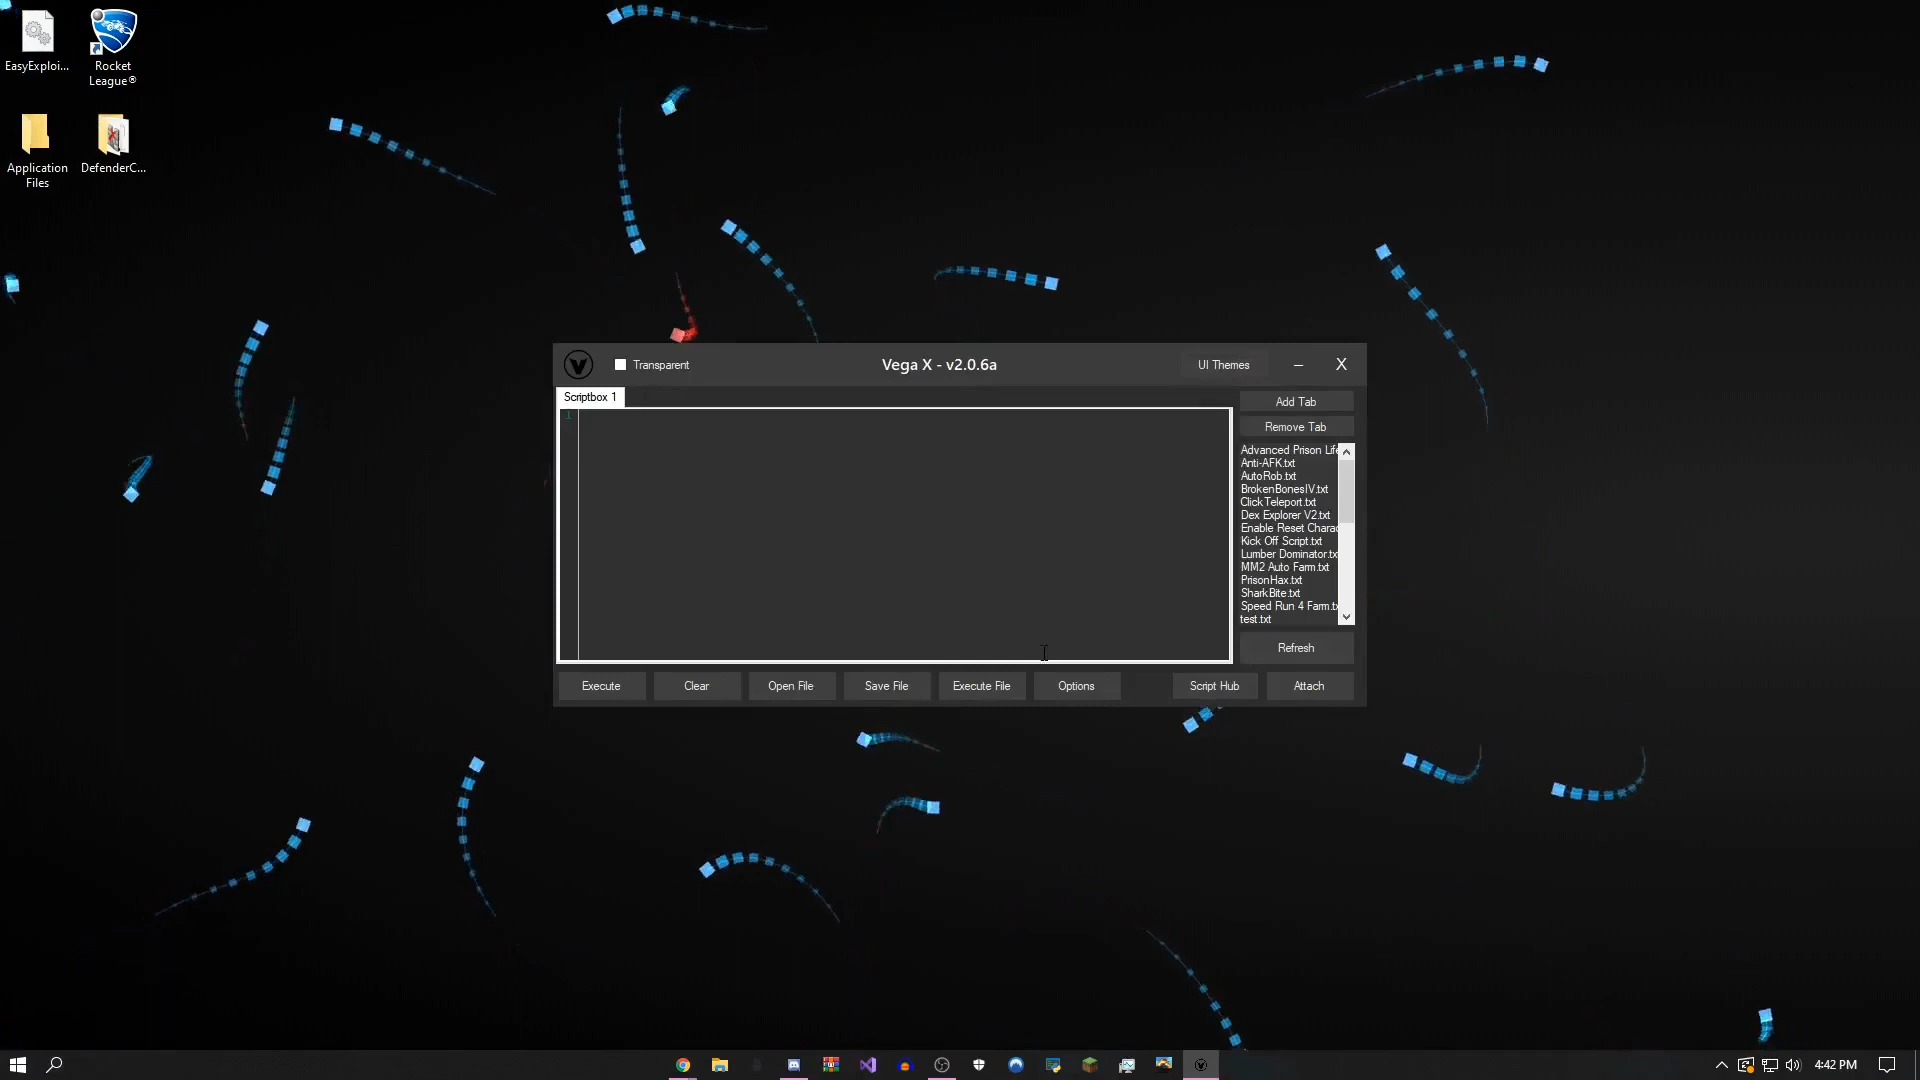 EasyExploi...
Rocket
League®
Application
Files
DefenderC...
Transparent
Vega X - v2.0.6a
UI Themes
X
Scriptbox 1
1
Add Tab
Remove Tab
Advanced Prison Life
Anti-AFK.txt
AutoRob.txt
BrokenBonesIV.txt
ClickTeleport.txt
Dex Explorer V2.txt
Enable Reset Charac
Kick Off Script.txt
Lumber Dominator.tx
MM2 Auto Farm.txt
PrisonHax.txt
SharkBite.txt
Speed Run 4 Farm.tx
test.txt
Refresh
Execute
Clear
Open File
Save File
Execute File
Options
Script Hub
Attach
4:42 PM